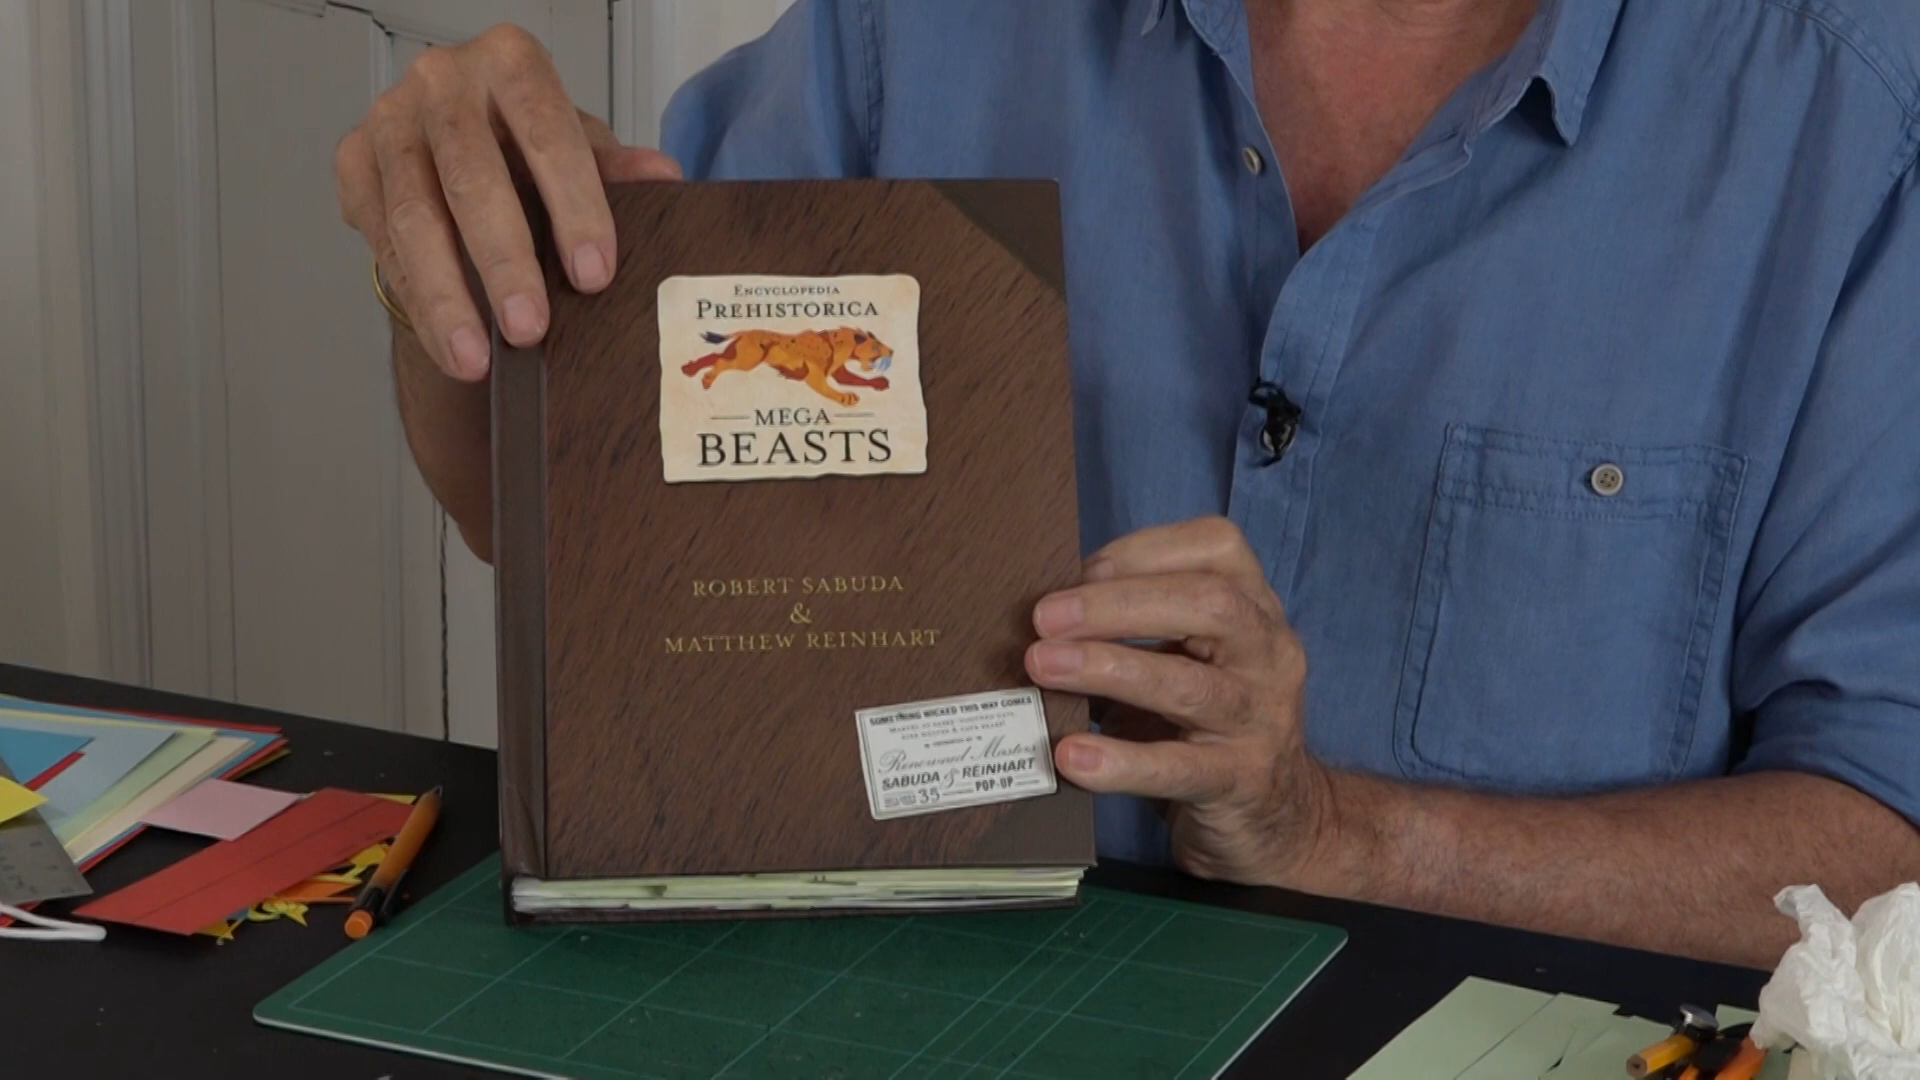 ENCYCLOPEDIA
PREHISTORICA
MEGA
BEASTS
ROBERT SABUDA
&
MATTHEW REINHART
SOMETHING WICKED THIS WAY COMES
Renowned Masters
SABUDA & REINHART
35
POP-UP